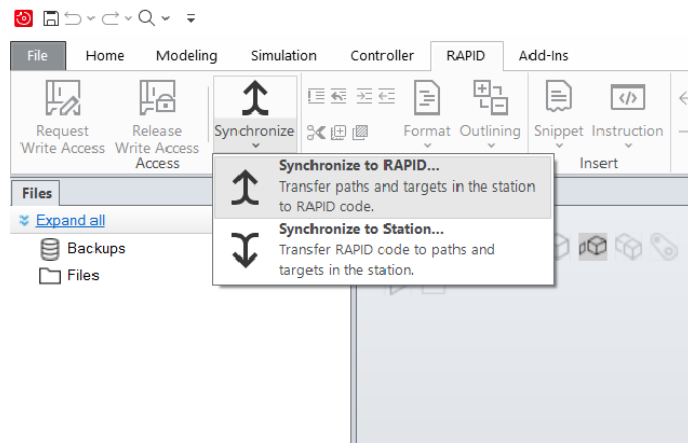 File Home Modeling Simulation Controller RAPID Add-Ins
Request Write Access
Release Write Access
Synchronize
Format Outlining Snippet Instruction
Access
Insert
Synchronize to RAPID...
Transfer paths and targets in the station
to RAPID code.
Synchronize to Station...
Transfer RAPID code to paths and
targets in the station.
Files
Expand all
Backups
Files